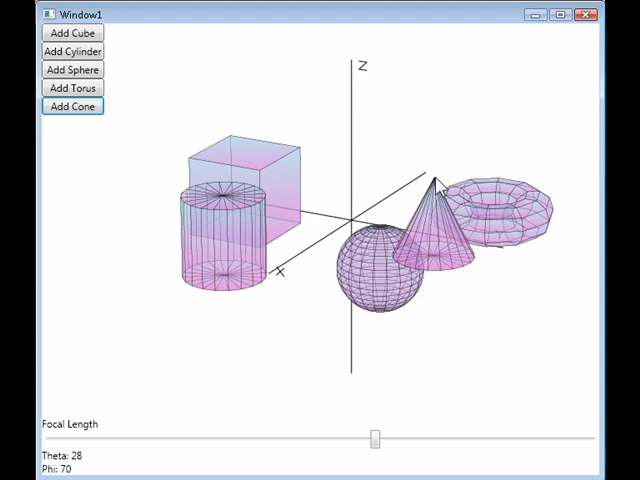 Window1
Add Cube
Add Cylinder
Add Sphere
Add Torus
Add Cone
Z
X
Focal Length
Theta: 28
Phi: 70